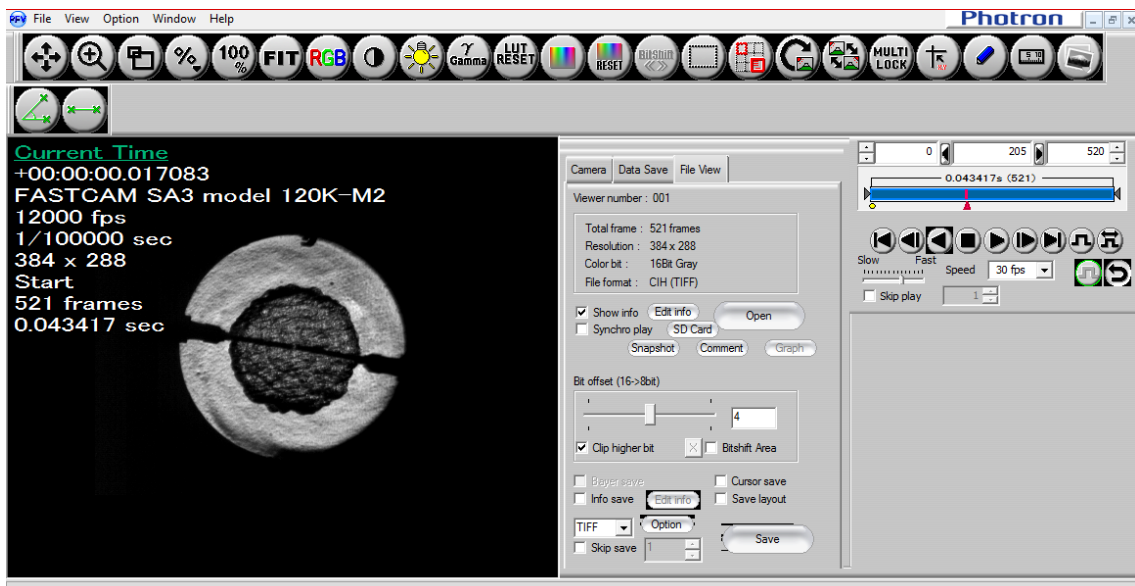 PFV File View Option Window Help
Photron
% 100% FIT RGB γ Gamma LUT RESET RESET Bitshift MULTI LOCK X,Y
Current Time
+00:00:00.017083
FASTCAM SA3 model 120K-M2
12000 fps
1/100000 sec
384 x 288
Start
521 frames
0.043417 sec
Camera Data Save File View
Viewer number : 001
Total frame : 521 frames
Resolution : 384 x 288
Color bit : 16Bit Gray
File format : CIH (TIFF)
Show info Edit info Open
Synchro play SD Card
Snapshot Comment Graph
Bit offset (16->8bit)
4
Clip higher bit X Bitshift Area
Bayer save Cursor save
Info save Edit info Save layout
TIFF Option Save
Skip save 1
0 205 520
0.043417s (521)
Slow Fast Speed 30 fps
Skip play 1